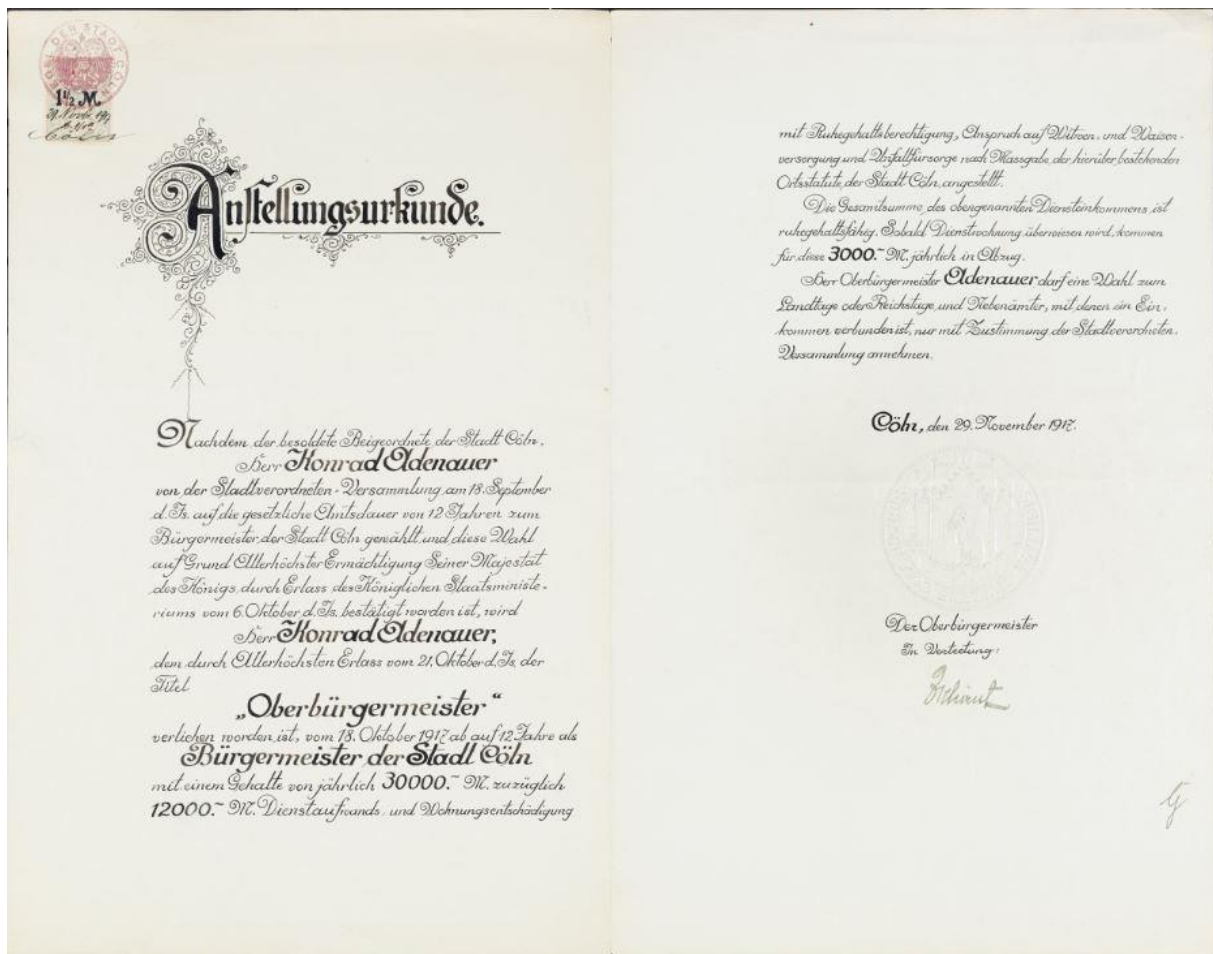 SIEGEL DER STADT CÖLN
1½ M.
29. Novb. 1917
Cöln
Anstellungsurkunde.
Nachdem der besoldete Beigeordnete der Stadt Cöln,
Herr Konrad Adenauer
von der Stadtverordneten-Versammlung am 18. September
d. Js. auf die gesetzliche Amtsdauer von 12 Jahren zum
Bürgermeister der Stadt Cöln gewählt und diese Wahl
auf Grund Allerhöchster Ermächtigung Seiner Majestät
des Königs durch Erlass des Königlichen Staatsministe-
riums vom 6. Oktober d. Js. bestätigt worden ist, wird
Herr Konrad Adenauer,
dem durch Allerhöchsten Erlass vom 21. Oktober d. Js. der
Titel
„Oberbürgermeister“
verliehen worden ist, vom 18. Oktober 1917 ab auf 12 Jahre als
Bürgermeister der Stadt Cöln
mit einem Gehalte von jährlich 30000.- M. zuzüglich
12000.- M. Dienstaufwands- und Wohnungsentschädigung
mit Ruhegehaltsberechtigung, Anspruch auf Witwen- und Waisen-
versorgung und Unfallfürsorge nach Massgabe der hierüber bestehenden
Ortsstatute der Stadt Cöln angestellt.
Die Gesamtsumme des obengenannten Diensteinkommens ist
ruhegehaltsfähig. Sobald Dienstwohnung überwiesen wird, kommen
für diese 3000.- M. jährlich in Abzug.
Herr Oberbürgermeister Adenauer darf eine Wahl zum
Landtage oder Reichstage und Nebenämter, mit denen ein Ein-
kommen verbunden ist, nur mit Zustimmung der Stadtverordneten-
Versammlung annehmen.
Cöln, den 29. November 1917.
Der Oberbürgermeister
In Vertretung: